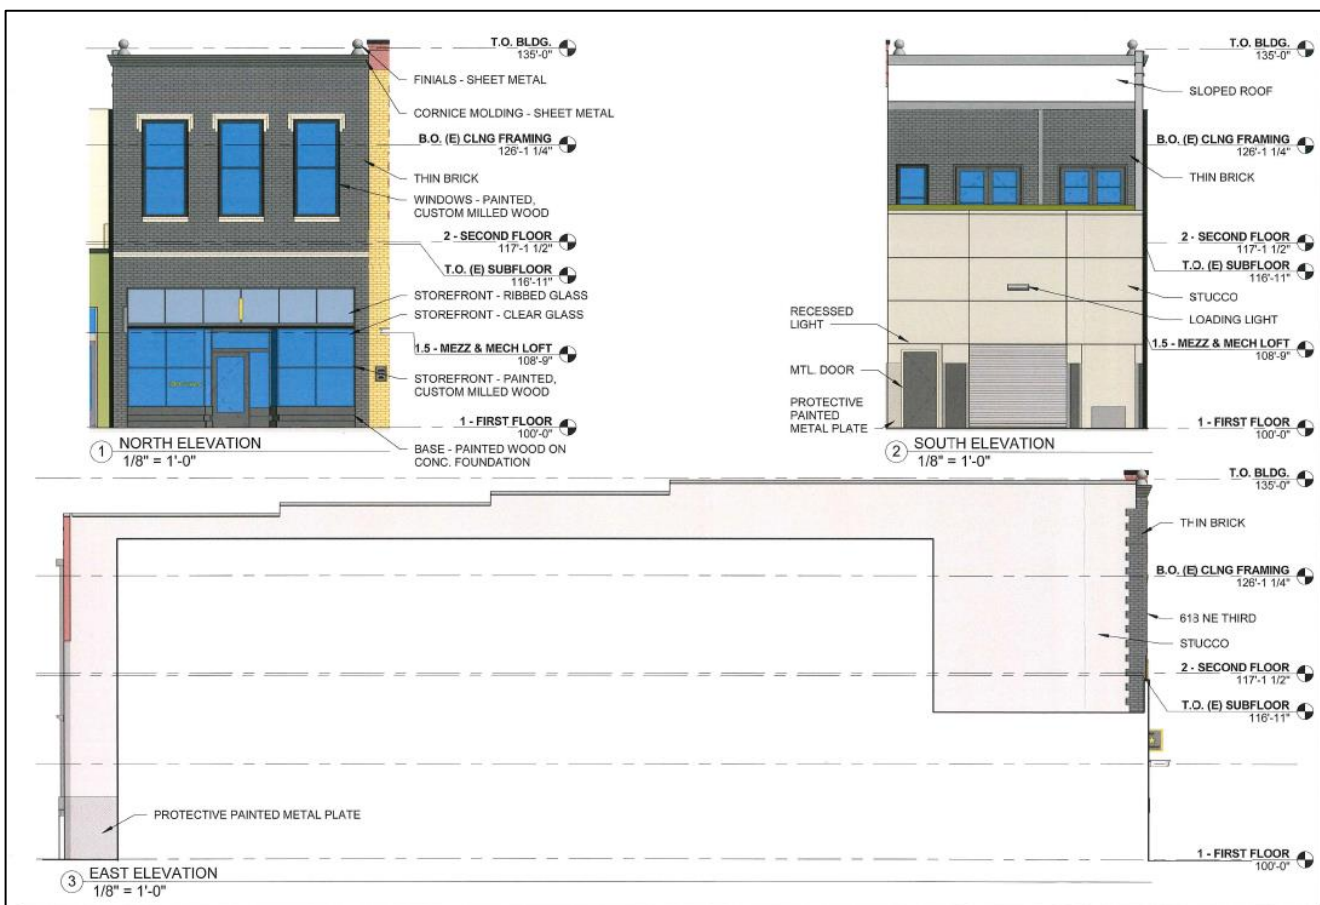 T.O. BLDG.
135'-0"
FINIALS - SHEET METAL
CORNICE MOLDING - SHEET METAL
B.O. (E) CLNG FRAMING
126'-1 1/4"
THIN BRICK
WINDOWS - PAINTED,
CUSTOM MILLED WOOD
2 - SECOND FLOOR
117'-1 1/2"
T.O. (E) SUBFLOOR
116'-11"
STOREFRONT - RIBBED GLASS
STOREFRONT - CLEAR GLASS
1.5 - MEZZ & MECH LOFT
108'-9"
STOREFRONT - PAINTED,
CUSTOM MILLED WOOD
1 - FIRST FLOOR
100'-0"
BASE - PAINTED WOOD ON
CONC. FOUNDATION
1 NORTH ELEVATION
1/8" = 1'-0"
T.O. BLDG.
135'-0"
SLOPED ROOF
B.O. (E) CLNG FRAMING
126'-1 1/4"
THIN BRICK
2 - SECOND FLOOR
117'-1 1/2"
T.O. (E) SUBFLOOR
116'-11"
STUCCO
LOADING LIGHT
RECESSED
LIGHT
1.5 - MEZZ & MECH LOFT
108'-9"
MTL. DOOR
PROTECTIVE
PAINTED
METAL PLATE
1 - FIRST FLOOR
100'-0"
2 SOUTH ELEVATION
1/8" = 1'-0"
T.O. BLDG.
135'-0"
THIN BRICK
B.O. (E) CLNG FRAMING
126'-1 1/4"
613 NE THIRD
STUCCO
2 - SECOND FLOOR
117'-1 1/2"
T.O. (E) SUBFLOOR
116'-11"
PROTECTIVE PAINTED METAL PLATE
1 - FIRST FLOOR
100'-0"
3 EAST ELEVATION
1/8" = 1'-0"